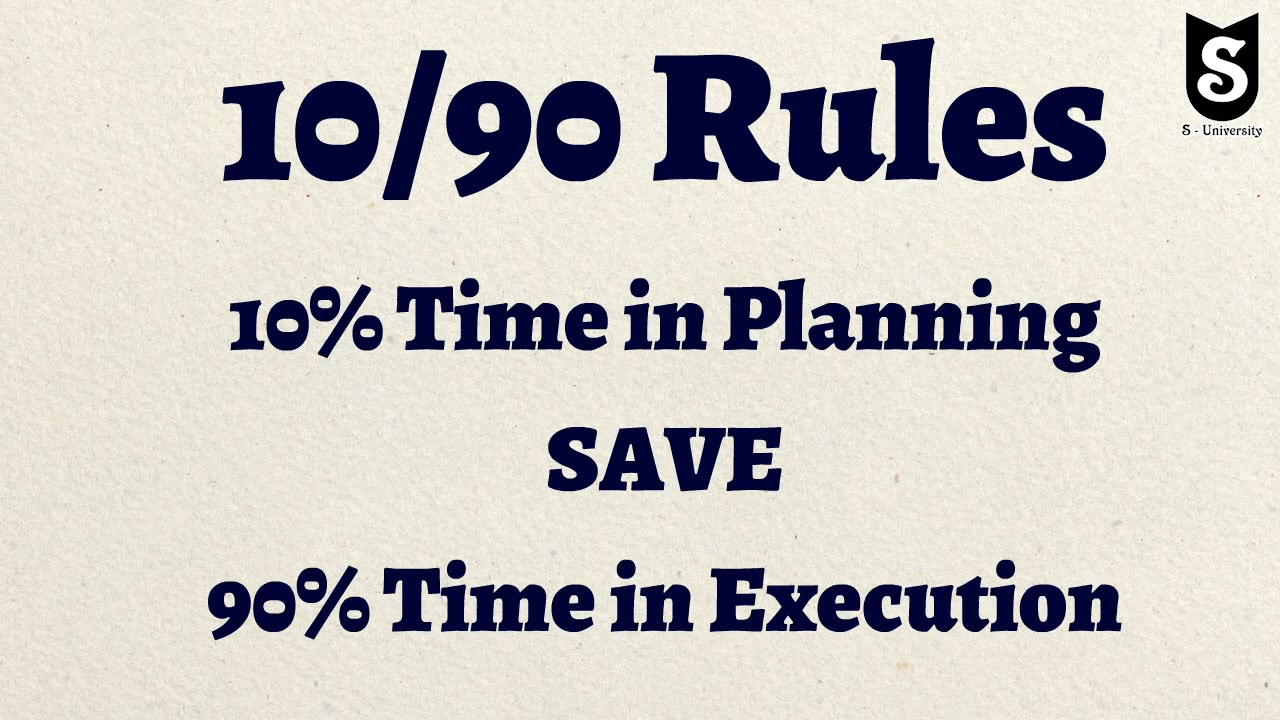 10/90 Rules
S
S - University
10% Time in Planning
SAVE
90% Time in Execution